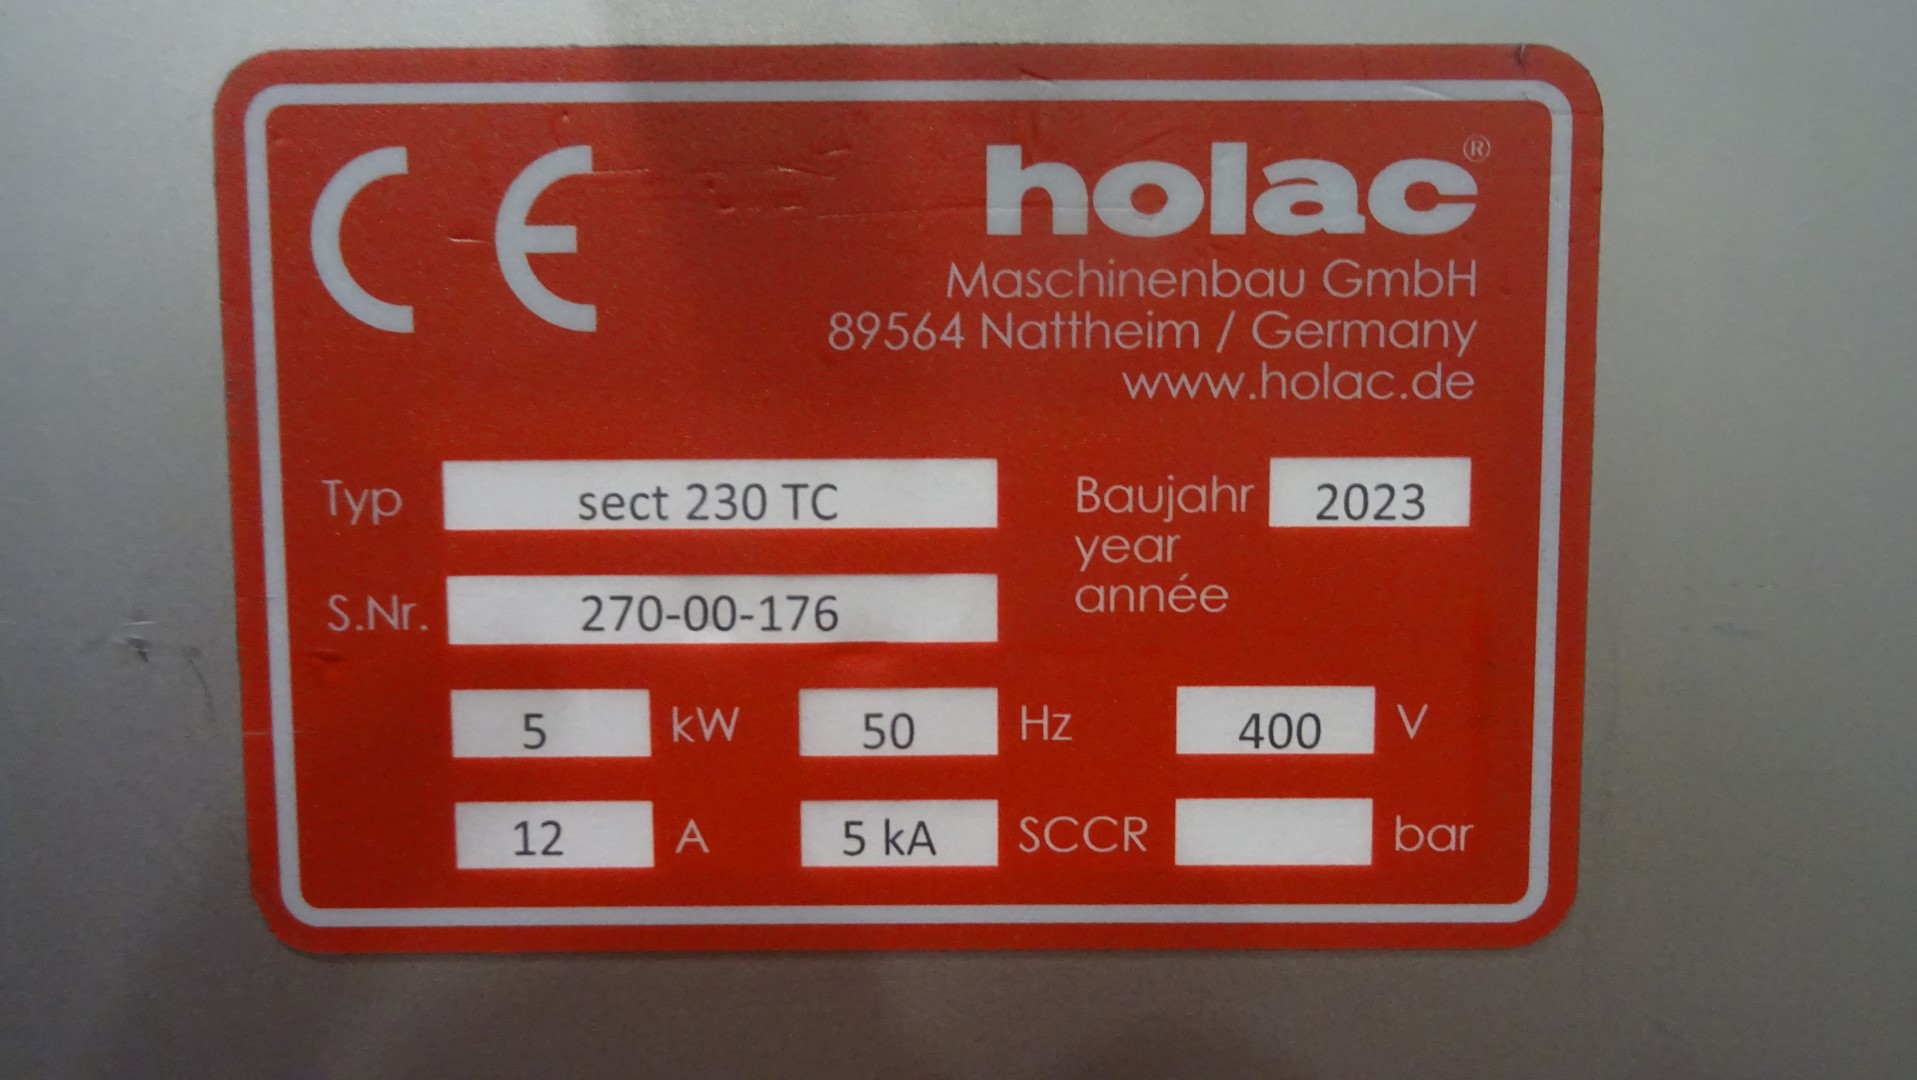 CE
holac®
Maschinenbau GmbH
89564 Nattheim / Germany
www.holac.de
Typ sect 230 TC Baujahr 2023
year
année
S.Nr. 270-00-176
5 kW 50 Hz 400 V
12 A 5 kA SCCR bar